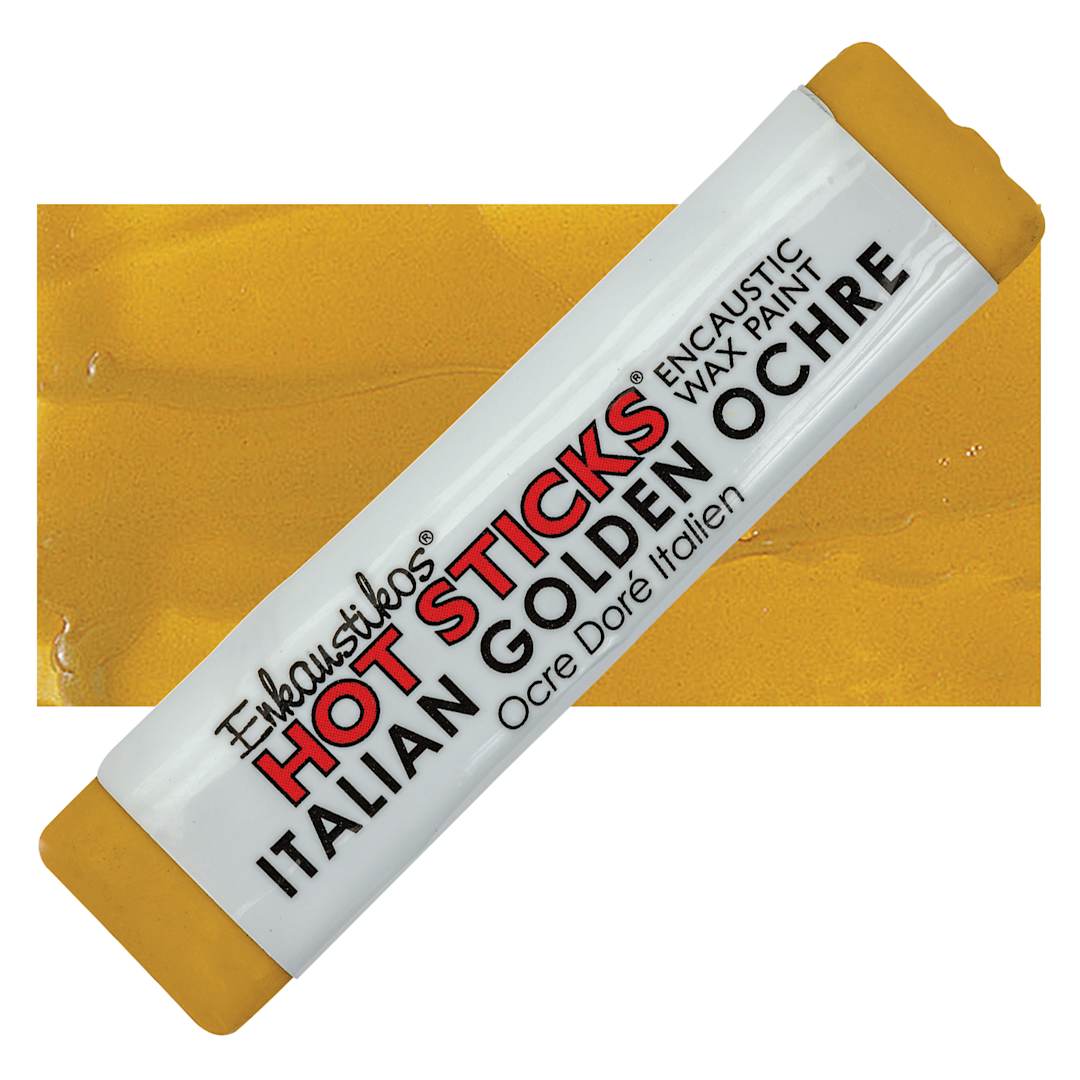 Enkaustikos®
HOT STICKS®
ENCAUSTIC
WAX PAINT
ITALIAN GOLDEN OCHRE
Ocre Doré Italien